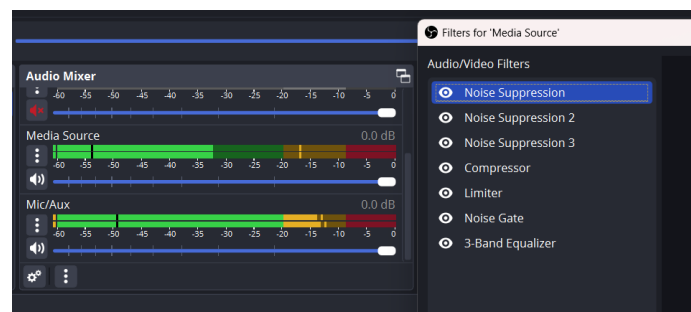 Filters for 'Media Source'
Audio/Video Filters
Noise Suppression
Noise Suppression 2
Noise Suppression 3
Compressor
Limiter
Noise Gate
3-Band Equalizer
Audio Mixer
-60 -55 -50 -45 -40 -35 -30 -25 -20 -15 -10 -5 0
Media Source 0.0 dB
-60 -55 -50 -45 -40 -35 -30 -25 -20 -15 -10 -5 0
Mic/Aux 0.0 dB
-60 -55 -50 -45 -40 -35 -30 -25 -20 -15 -10 -5 0